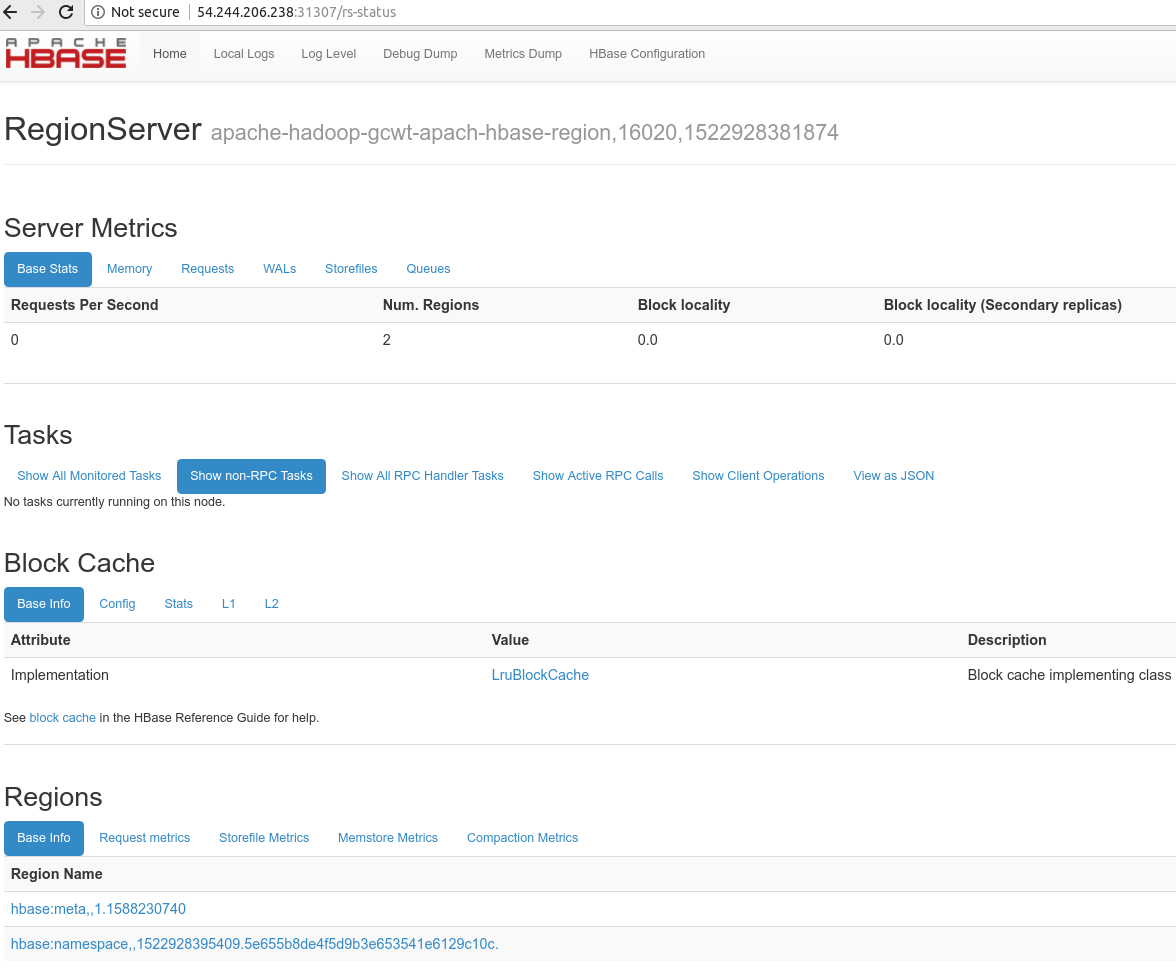 Not secure 54.244.206.238:31307/rs-status
APACHE
HBASE
Home Local Logs Log Level Debug Dump Metrics Dump HBase Configuration
RegionServer apache-hadoop-gcwt-apach-hbase-region,16020,1522928381874
Server Metrics
Base Stats Memory Requests WALs Storefiles Queues
Requests Per Second Num. Regions Block locality Block locality (Secondary replicas)
0 2 0.0 0.0
Tasks
Show All Monitored Tasks Show non-RPC Tasks Show All RPC Handler Tasks Show Active RPC Calls Show Client Operations View as JSON
No tasks currently running on this node.
Block Cache
Base Info Config Stats L1 L2
Attribute Value Description
Implementation LruBlockCache Block cache implementing class
See block cache in the HBase Reference Guide for help.
Regions
Base Info Request metrics Storefile Metrics Memstore Metrics Compaction Metrics
Region Name
hbase:meta,,1.1588230740
hbase:namespace,,1522928395409.5e655b8de4f5d9b3e653541e6129c10c.